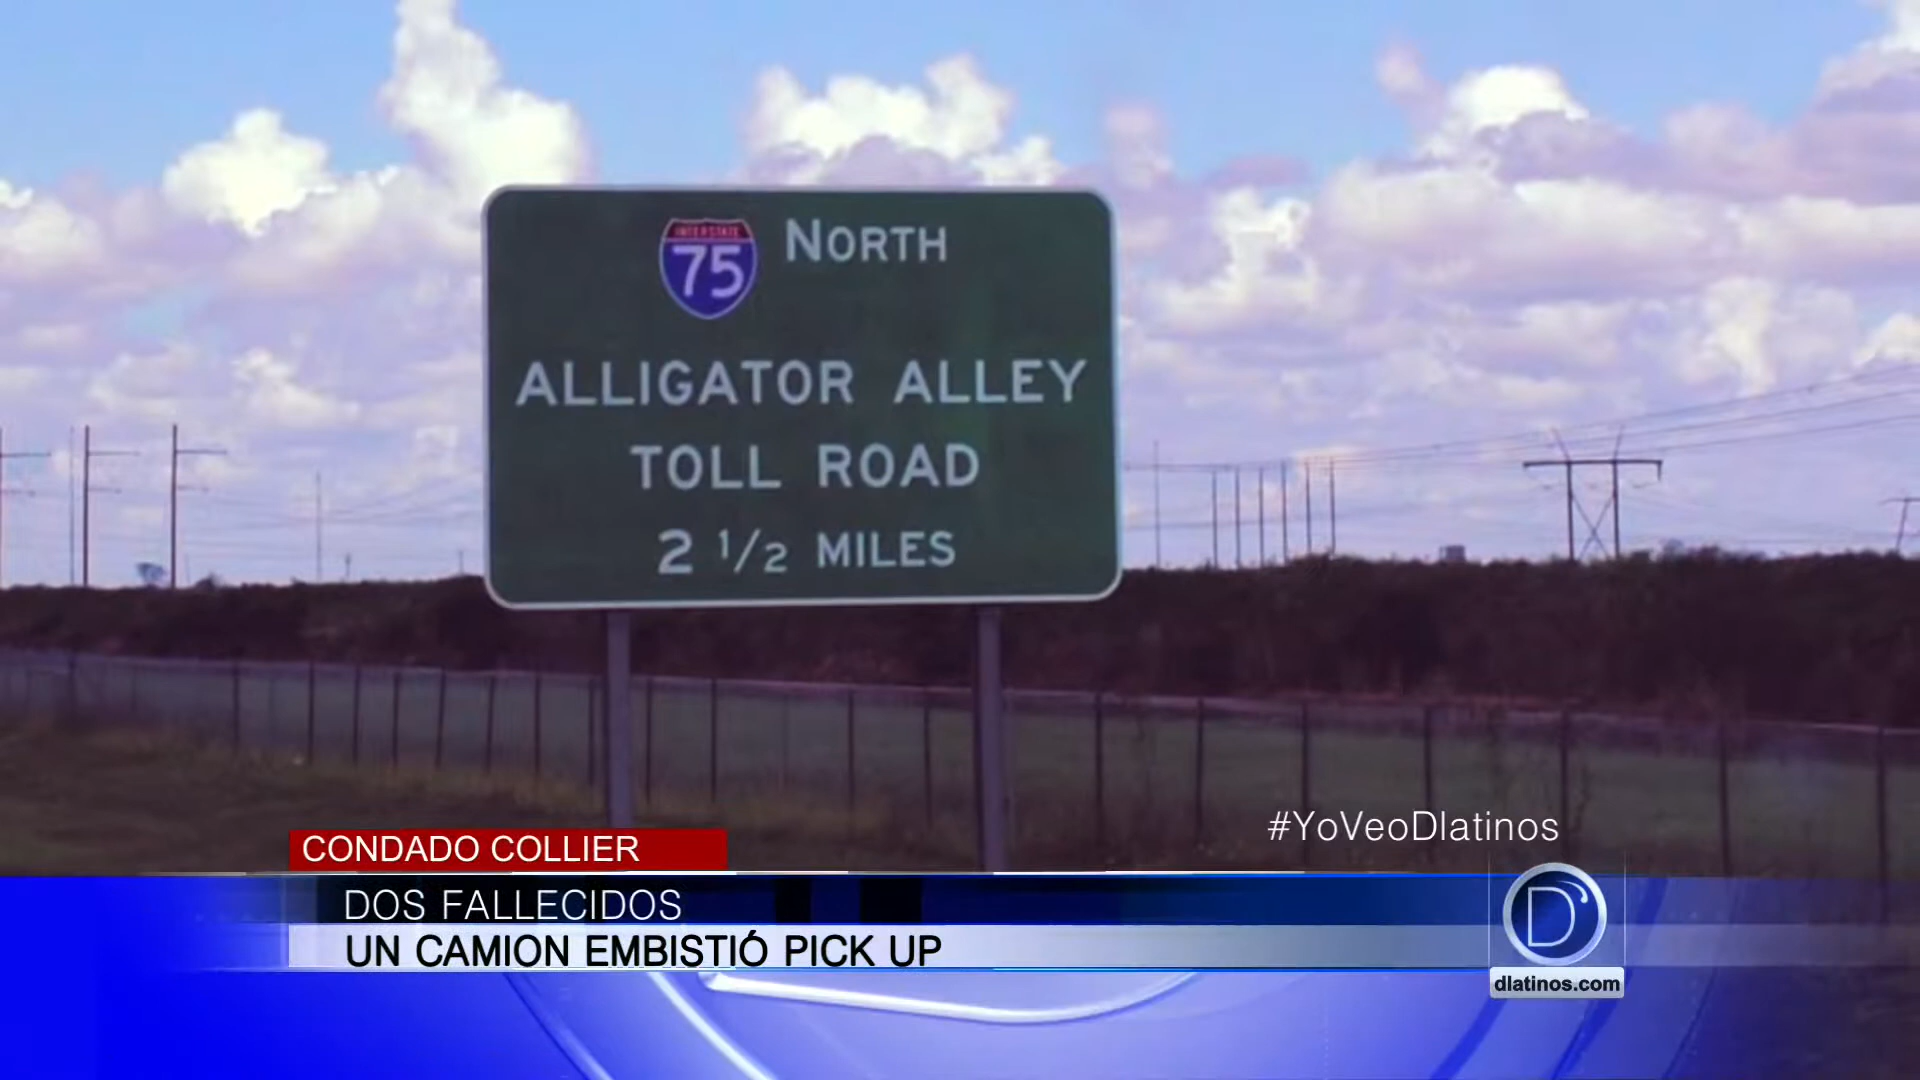 INTERSTATE
75 NORTH
ALLIGATOR ALLEY
TOLL ROAD
2 1/2 MILES
#YoVeoDlatinos
CONDADO COLLIER
DOS FALLECIDOS
UN CAMION EMBISTIÓ PICK UP
D
dlatinos.com